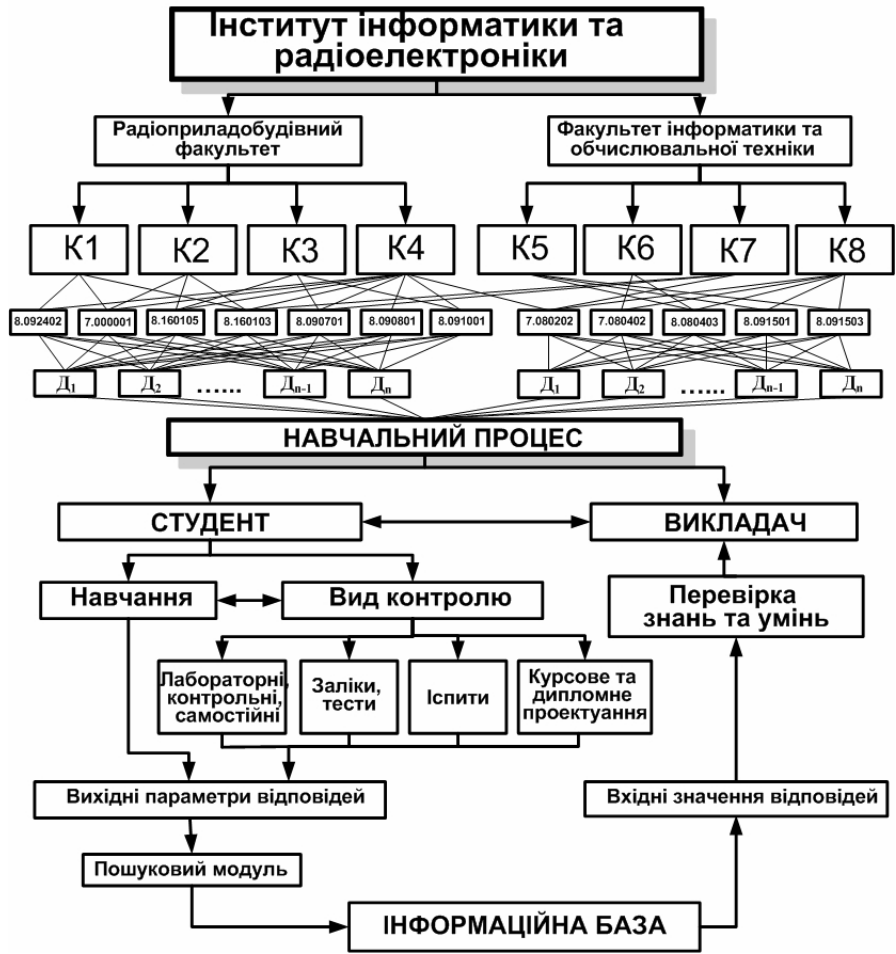 Інститут інформатики та
радіоелектроніки
Радіоприладобудівний
факультет
Факультет інформатики та
обчислювальної техніки
К1 К2 К3 К4 К5 К6 К7 К8
8.092402 7.000001 8.160105 8.160103 8.090701 8.090801 8.091001 7.080202 7.080402 8.080403 8.091501 8.091503
Д1 Д2 ...... Дn-1 Дn Д1 Д2 ...... Дn-1 Дn
НАВЧАЛЬНИЙ ПРОЦЕС
СТУДЕНТ ВИКЛАДАЧ
Навчання Вид контролю
Перевірка
знань та умінь
Лабораторні,
контрольні,
самостійні
Заліки,
тести
Іспити
Курсове та
дипломне
проектуання
Вихідні параметри відповідей
Вхідні значення відповідей
Пошуковий модуль
ІНФОРМАЦІЙНА БАЗА